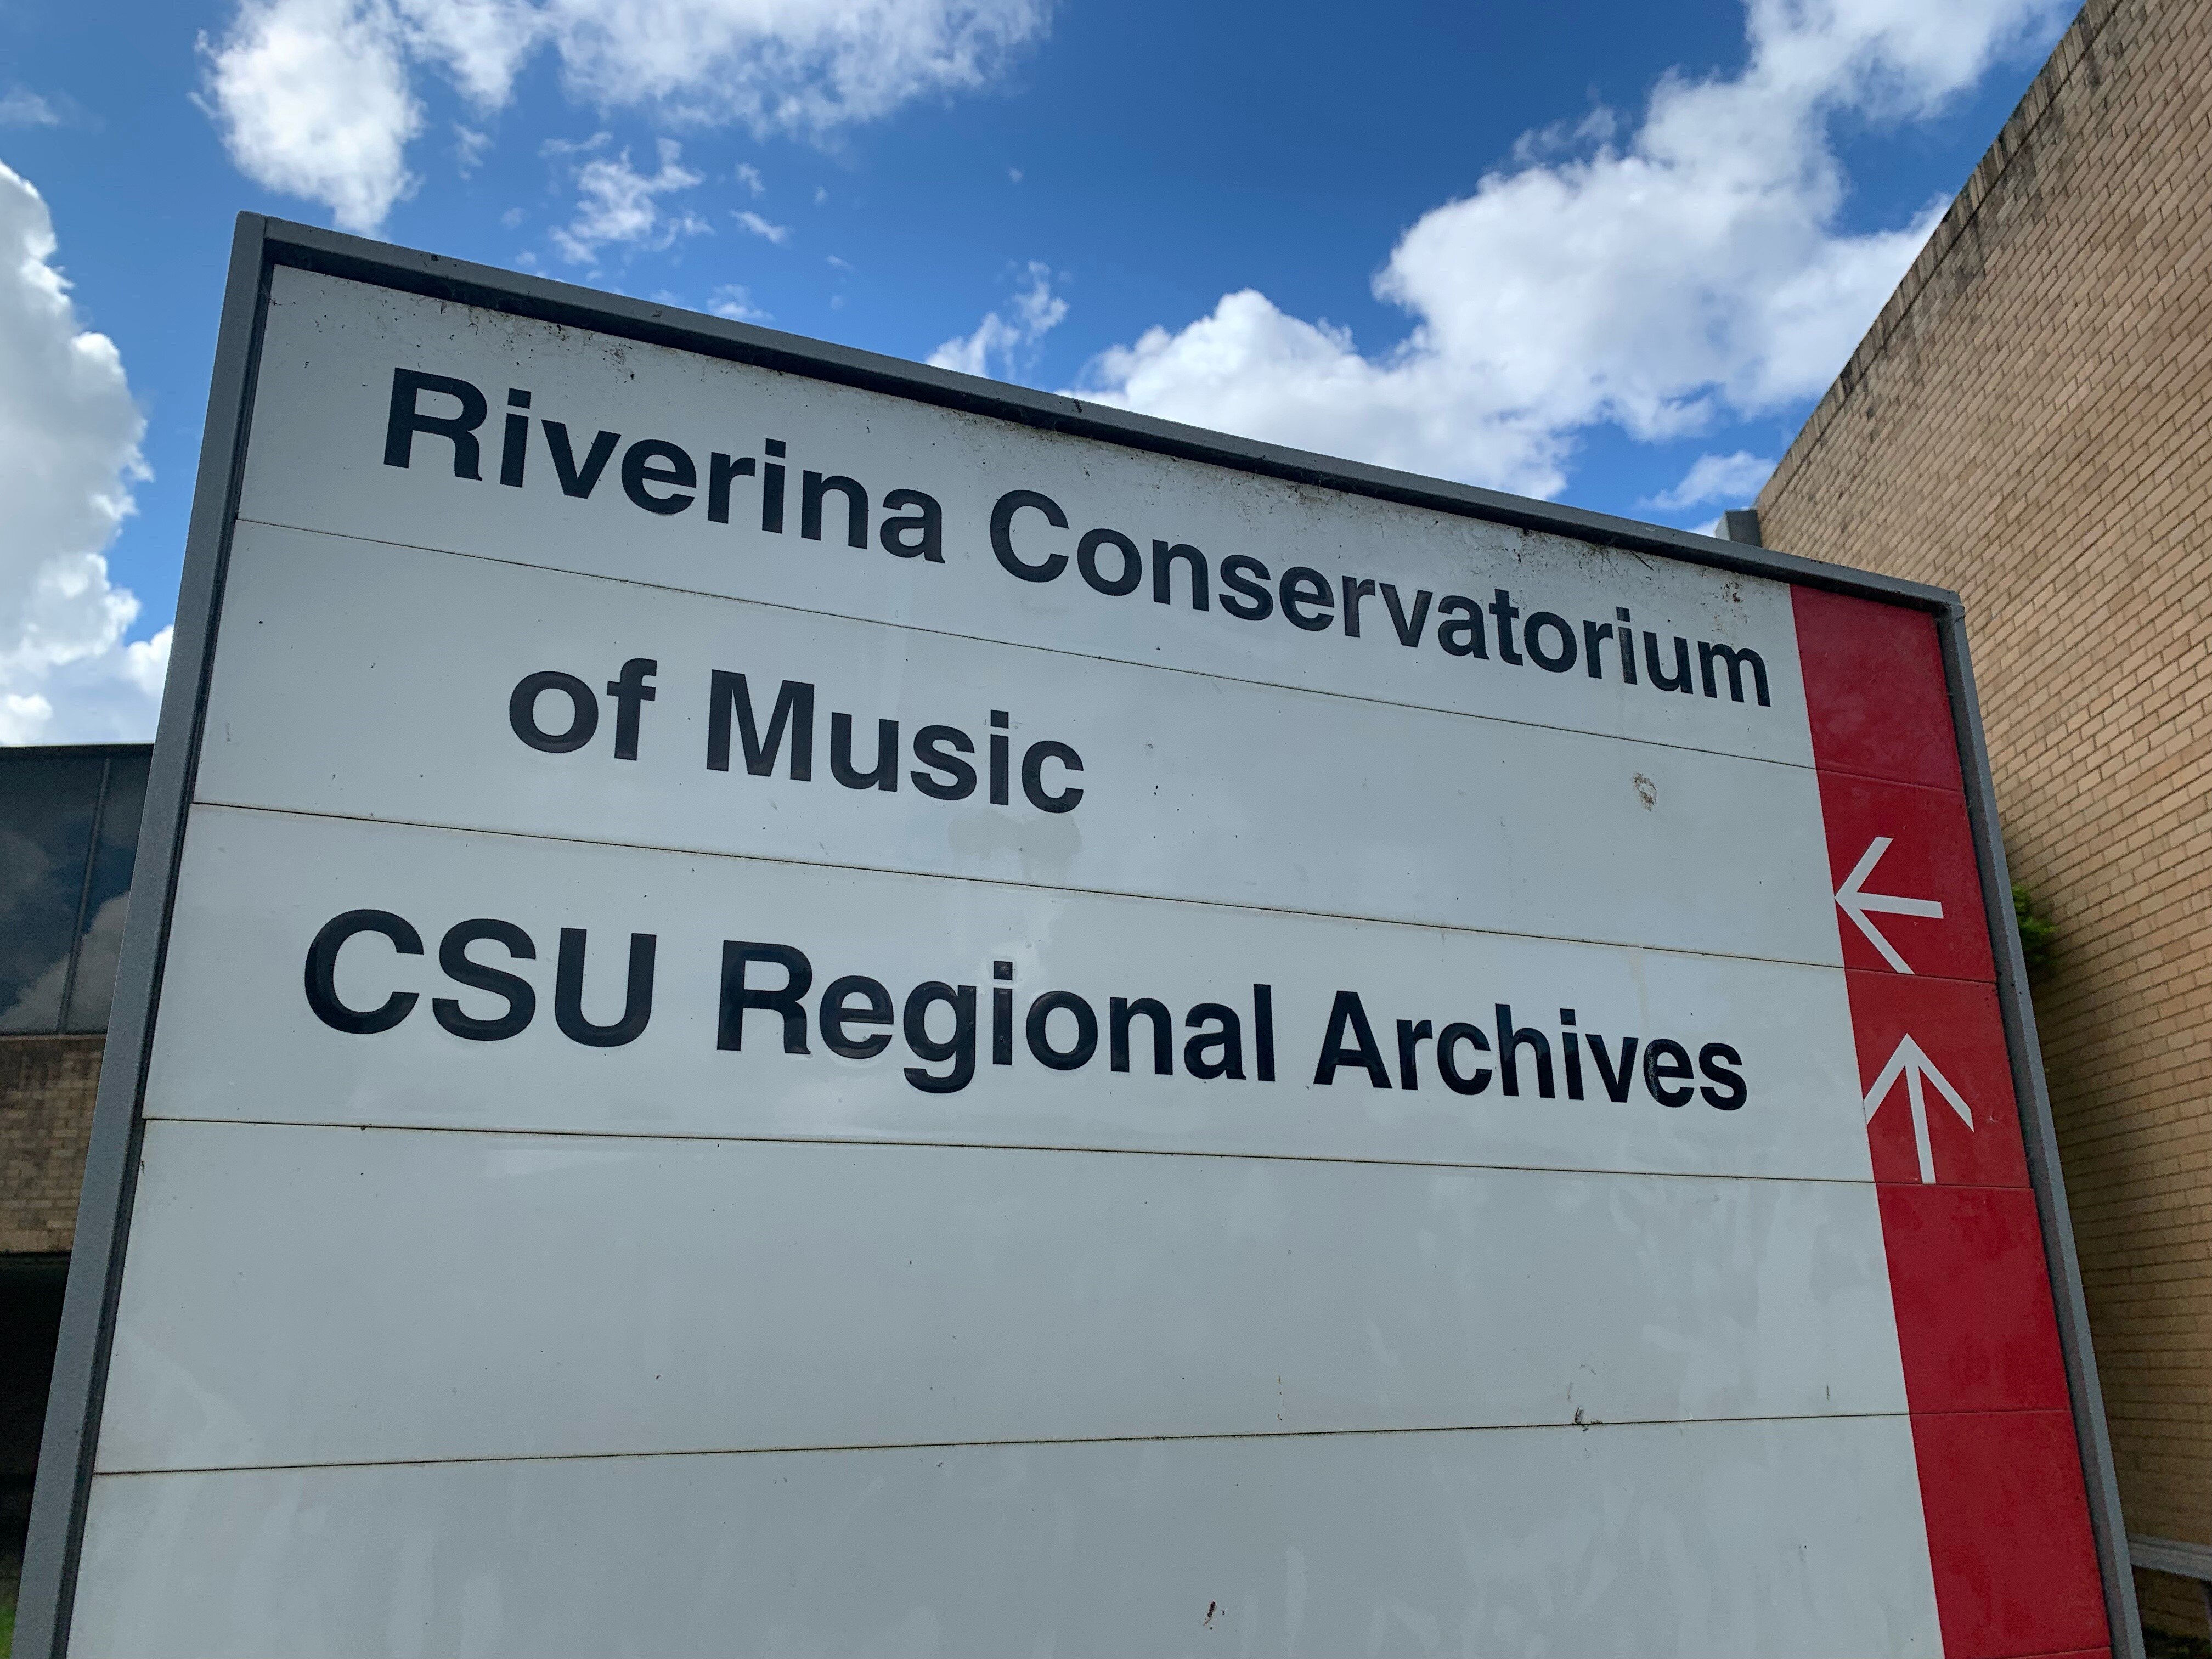 Riverina Conservatorium
of Music
CSU Regional Archives